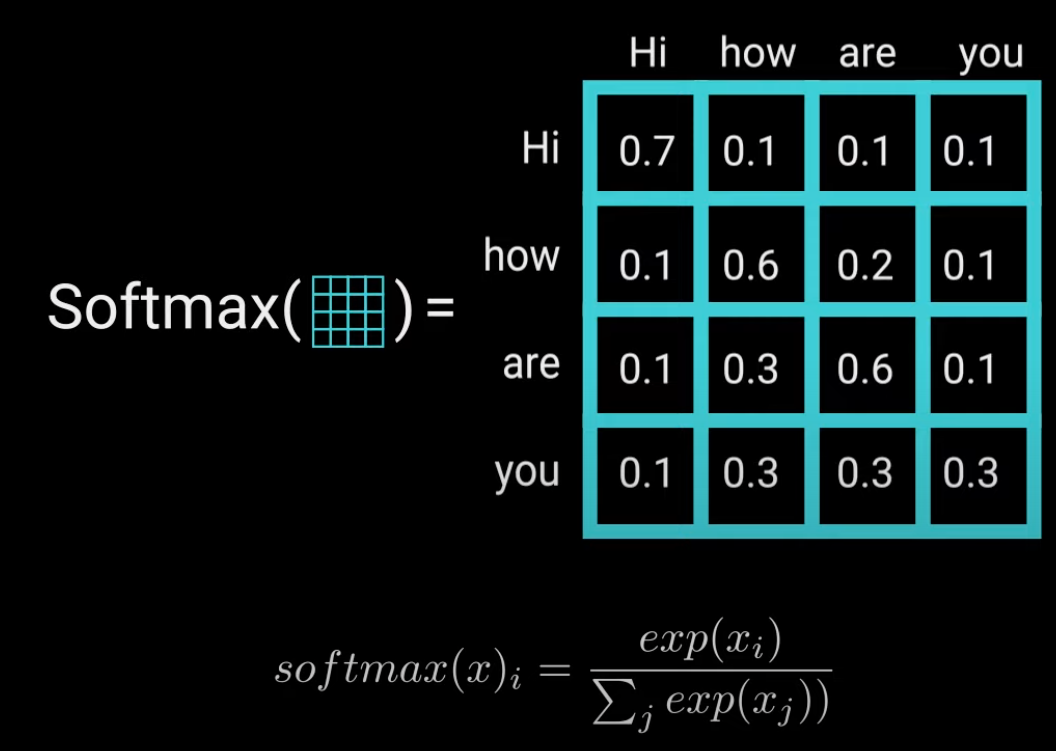 Hi how are you
Hi 0.7 0.1 0.1 0.1
how 0.1 0.6 0.2 0.1
Softmax( ) =
are 0.1 0.3 0.6 0.1
you 0.1 0.3 0.3 0.3
softmax(x)_i = exp(x_i) / ∑_j exp(x_j))